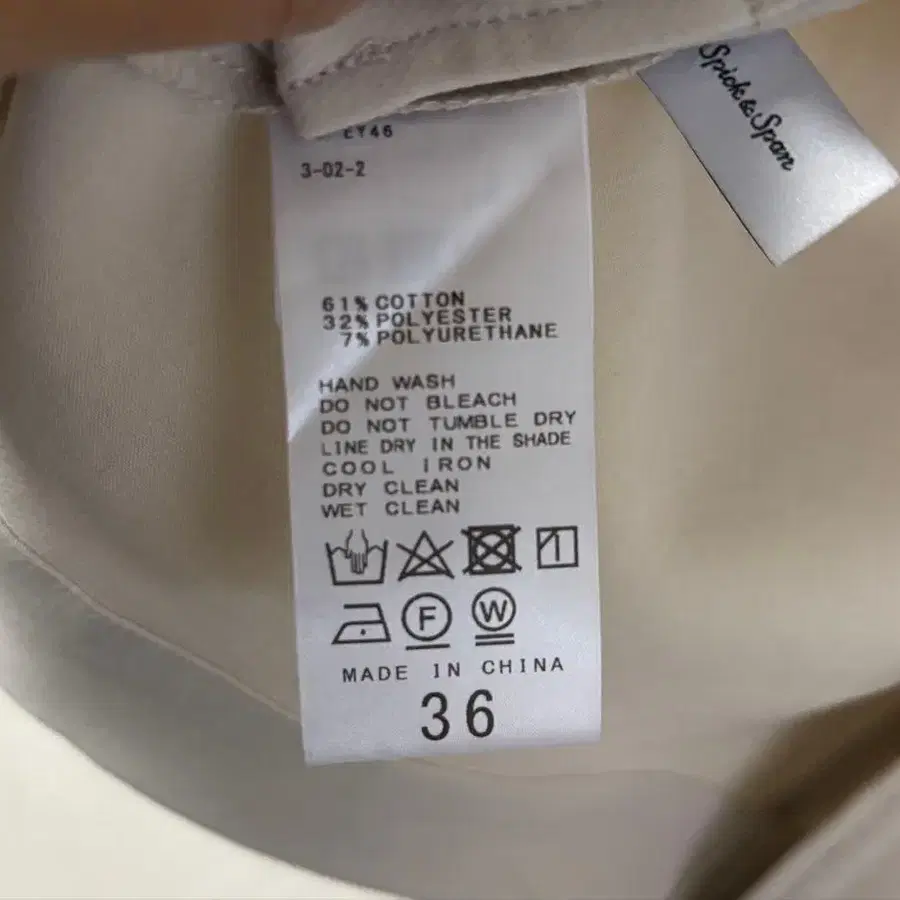 Spick & Span
EY46
3-02-2
61% COTTON
32% POLYESTER
7% POLYURETHANE
HAND WASH
DO NOT BLEACH
DO NOT TUMBLE DRY
LINE DRY IN THE SHADE
COOL IRON
DRY CLEAN
WET CLEAN
F W
MADE IN CHINA
36